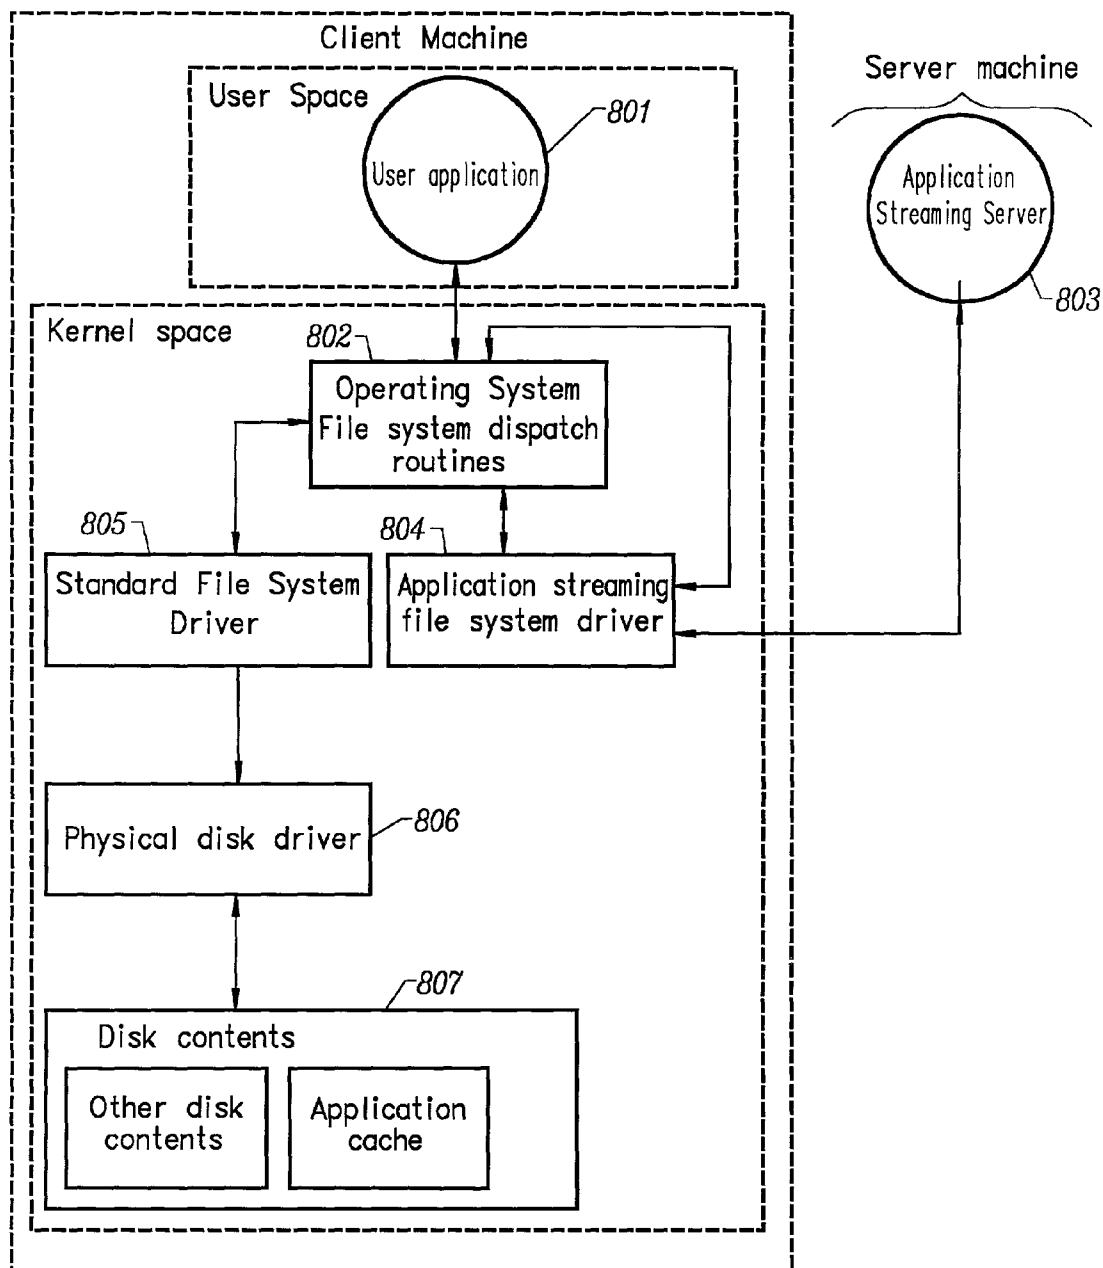 Client Machine
User Space
801
User application
Server machine
Application
Streaming Server
803
Kernel space
802
Operating System
File system dispatch
routines
805
Standard File System
Driver
804
Application streaming
file system driver
Physical disk driver
806
807
Disk contents
Other disk
contents
Application
cache